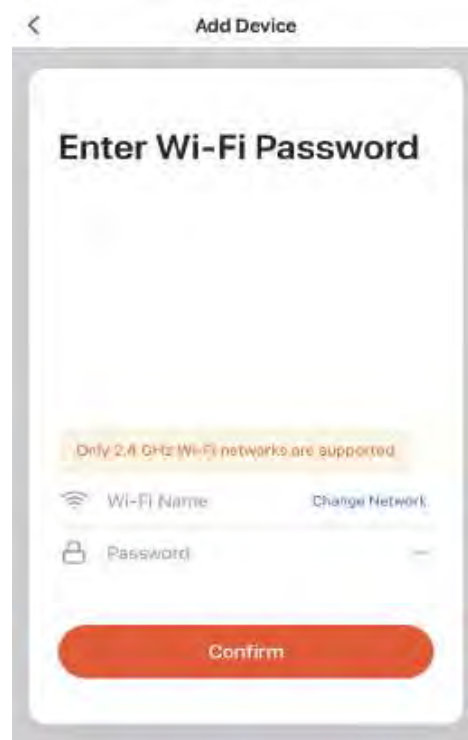 Add Device
Enter Wi-Fi Password
Only 2.4 GHz Wi-Fi networks are supported
Wi-Fi Name
Change Network
Password
Confirm